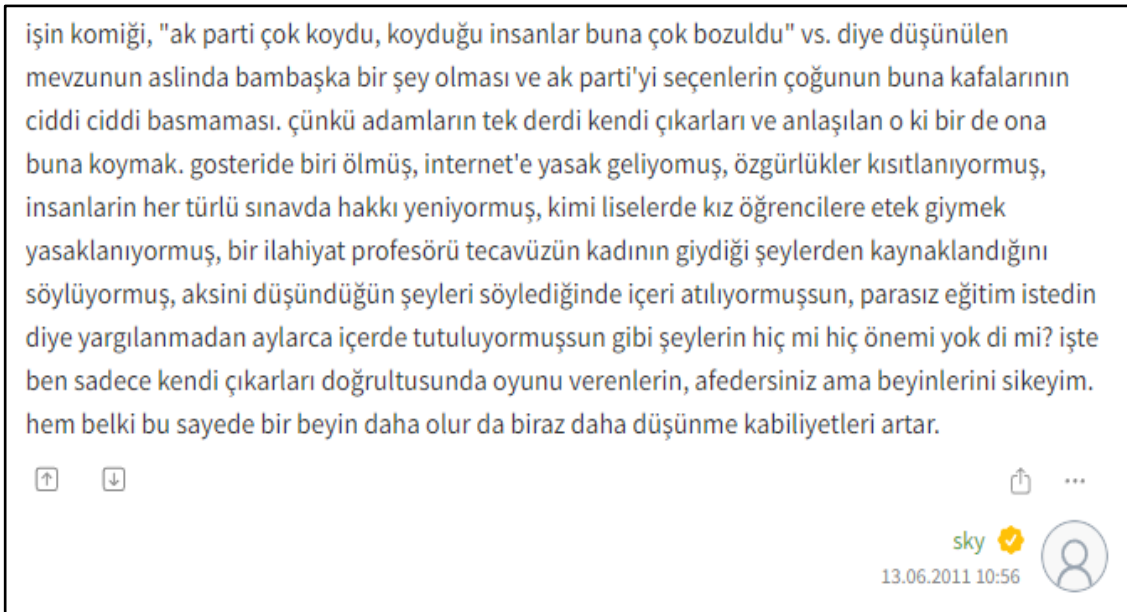 işin komiği, "ak parti çok koydu, koyduğu insanlar buna çok bozuldu" vs. diye düşünülen
mevzunun aslinda bambaşka bir şey olması ve ak parti'yi seçenlerin çoğunun buna kafalarının
ciddi ciddi basmaması. çünkü adamların tek derdi kendi çıkarları ve anlaşılan o ki bir de ona
buna koymak. gosteride biri ölmüş, internet'e yasak geliyomuş, özgürlükler kısıtlanıyormuş,
insanlarin her türlü sınavda hakkı yeniyormuş, kimi liselerde kız öğrencilere etek giymek
yasaklanıyormuş, bir ilahiyat profesörü tecavüzün kadının giydiği şeylerden kaynaklandığını
söylüyormuş, aksini düşündüğün şeyleri söylediğinde içeri atılıyormuşsun, parasız eğitim istedin
diye yargılanmadan aylarca içerde tutuluyormuşsun gibi şeylerin hiç mi hiç önemi yok di mi? işte
ben sadece kendi çıkarları doğrultusunda oyunu verenlerin, afedersiniz ama beyinlerini sikeyim.
hem belki bu sayede bir beyin daha olur da biraz daha düşünme kabiliyetleri artar.
sky
13.06.2011 10:56